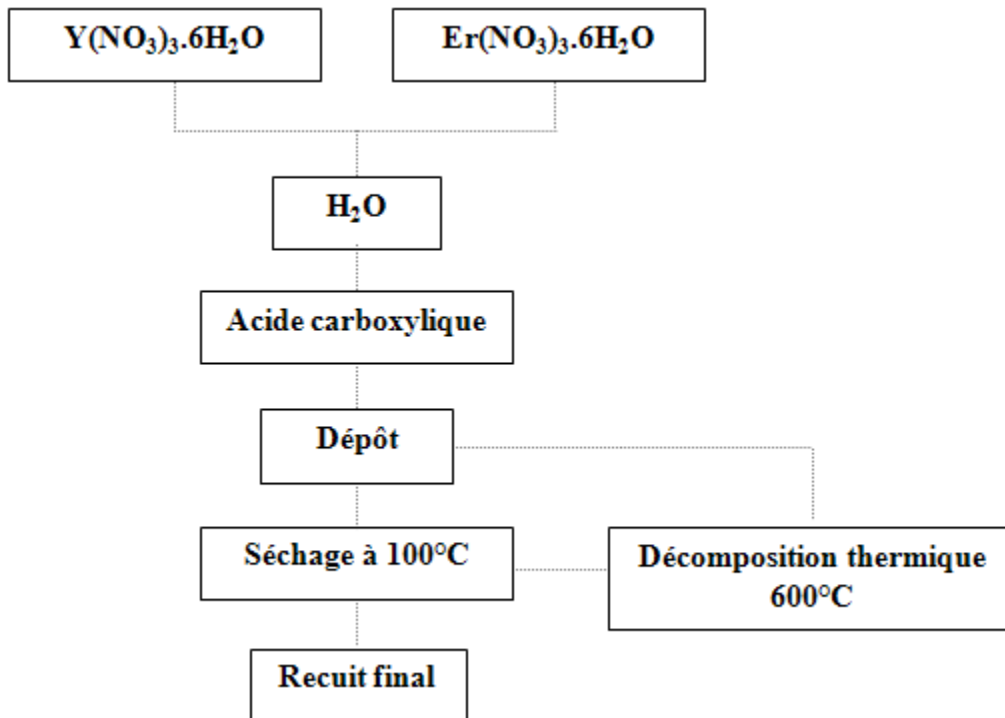 Y(NO₃)₃.6H₂O
Er(NO₃)₃.6H₂O
H₂O
Acide carboxylique
Dépôt
Séchage à 100°C
Décomposition thermique
600°C
Recuit final